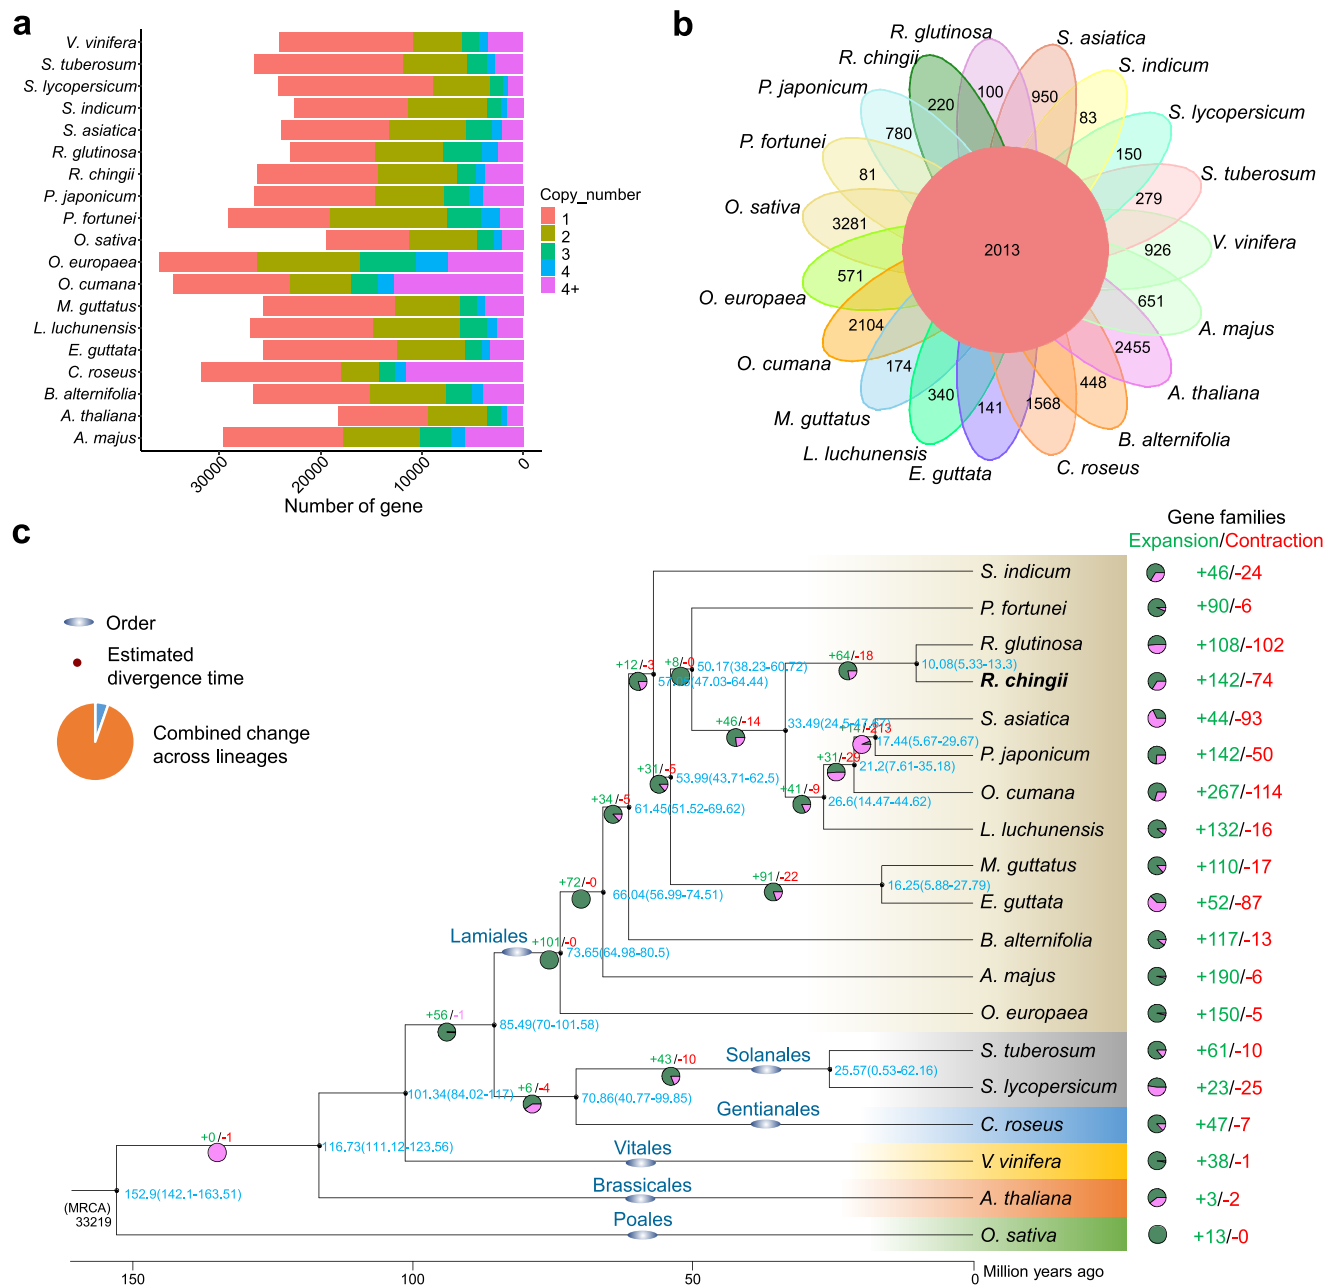 a
V. vinifera
S. tuberosum
S. lycopersicum
S. indicum
S. asiatica
R. glutinosa
R. chingii
P. japonicum
P. fortunei
O. sativa
O. europaea
O. cumana
M. guttatus
L. luchunensis
E. guttata
C. roseus
B. alternifolia
A. thaliana
A. majus
30000
20000
10000
0
Number of gene
Copy_number
1
2
3
4
4+
b
R. glutinosa
S. asiatica
R. chingii
S. indicum
P. japonicum
S. lycopersicum
P. fortunei
S. tuberosum
O. sativa
V. vinifera
O. europaea
A. majus
O. cumana
A. thaliana
M. guttatus
B. alternifolia
L. luchunensis
C. roseus
E. guttata
100
950
220
83
780
150
81
279
3281
926
571
651
2104
2455
174
448
340
1568
141
2013
c
Gene families
Expansion/Contraction
Order
Estimated
divergence time
Combined change
across lineages
S. indicum +46/-24
P. fortunei +90/-6
R. glutinosa +108/-102
R. chingii +142/-74
S. asiatica +44/-93
P. japonicum +142/-50
O. cumana +267/-114
L. luchunensis +132/-16
M. guttatus +110/-17
E. guttata +52/-87
B. alternifolia +117/-13
A. majus +190/-6
O. europaea +150/-5
S. tuberosum +61/-10
S. lycopersicum +23/-25
C. roseus +47/-7
V. vinifera +38/-1
A. thaliana +3/-2
O. sativa +13/-0
+12/-3
+8/-0
50.17(38.23-60.72)
+64/-18
10.08(5.33-13.3)
(47.03-64.44)
+46/-14
33.49(24.5-47.67)
-213
17.44(5.67-29.67)
+31/-29
21.2(7.61-35.18)
+31/-5
53.99(43.71-62.5)
+41/-9
26.6(14.47-44.62)
+34/-5
61.45(51.52-69.62)
+91/-22
16.25(5.88-27.79)
+72/-0
66.04(56.99-74.51)
Lamiales
+101/-0
73.65(64.98-80.5)
+56/-1
85.49(70-101.58)
+43/-10
Solanales
25.57(0.53-62.16)
+6/-4
70.86(40.77-99.85)
101.34(84.02-117)
Gentianales
+0/-1
116.73(111.12-123.56)
Vitales
152.9(142.1-163.51)
Brassicales
(MRCA)
33219
Poales
150
100
50
0
Million years ago